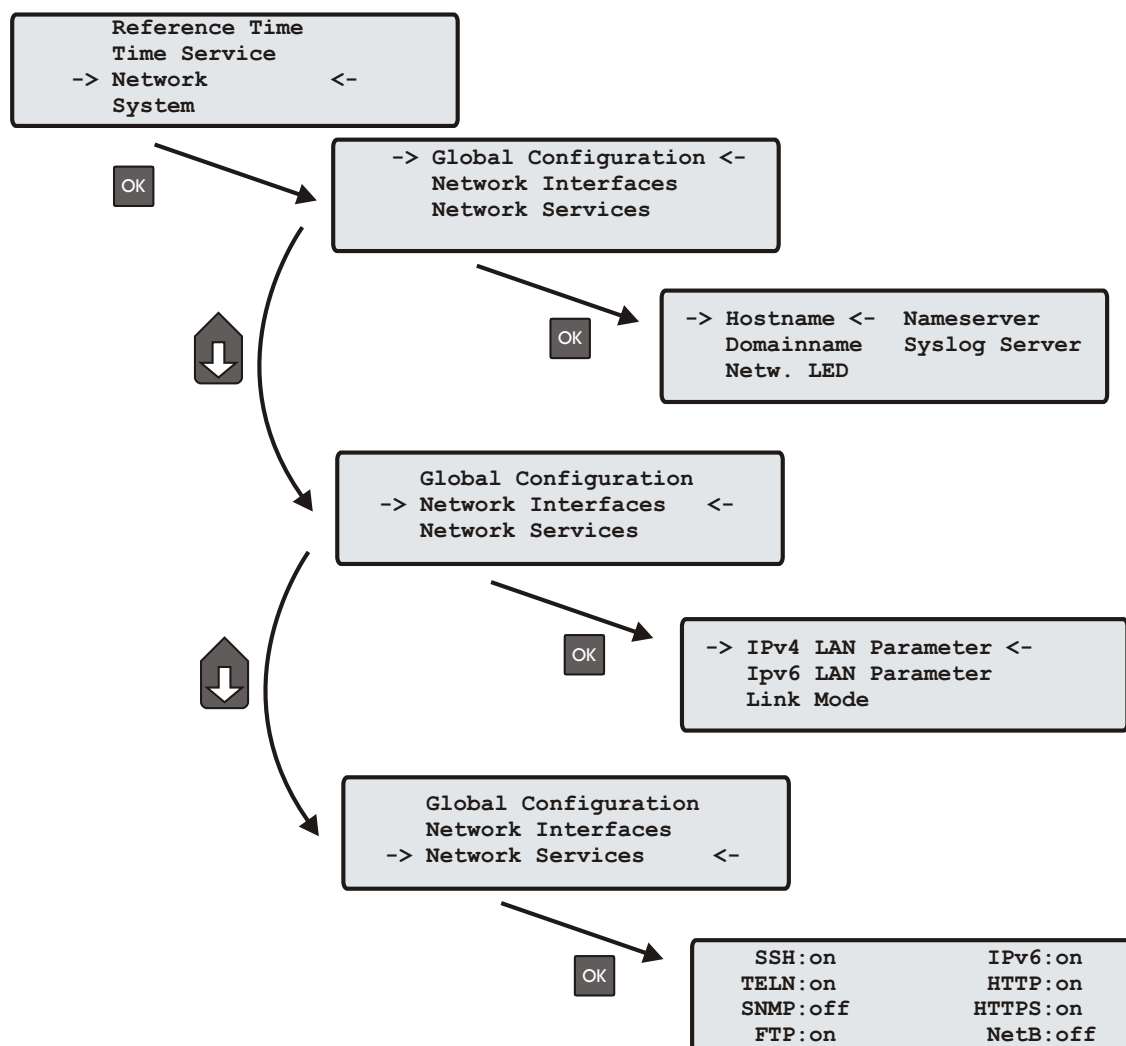 Reference Time
Time Service
-> Network <-
System
OK
-> Global Configuration <-
Network Interfaces
Network Services
OK
-> Hostname <- Nameserver
Domainname Syslog Server
Netw. LED
Global Configuration
-> Network Interfaces <-
Network Services
OK
-> IPv4 LAN Parameter <-
Ipv6 LAN Parameter
Link Mode
Global Configuration
Network Interfaces
-> Network Services <-
OK
SSH:on IPv6:on
TELN:on HTTP:on
SNMP:off HTTPS:on
FTP:on NetB:off